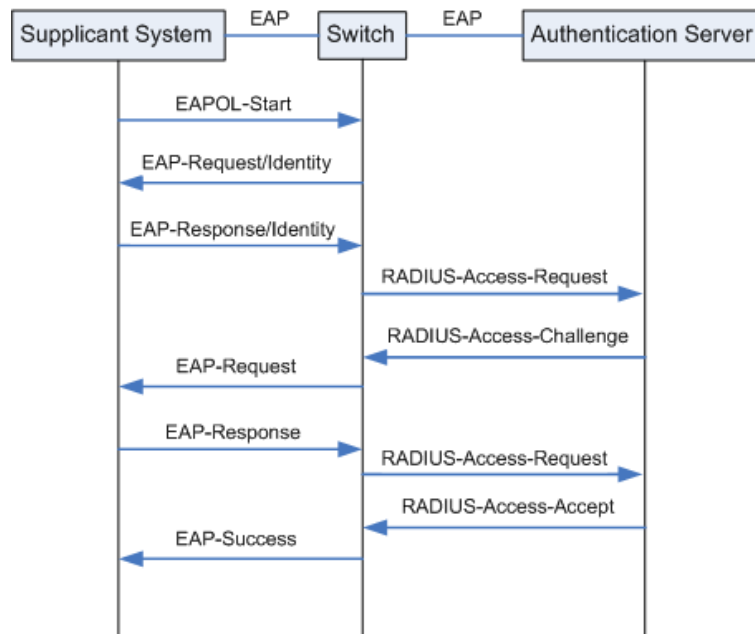 EAP
EAP
Supplicant System
Switch
Authentication Server
EAPOL-Start
EAP-Request/Identity
EAP-Response/Identity
RADIUS-Access-Request
RADIUS-Access-Challenge
EAP-Request
EAP-Response
RADIUS-Access-Request
RADIUS-Access-Accept
EAP-Success